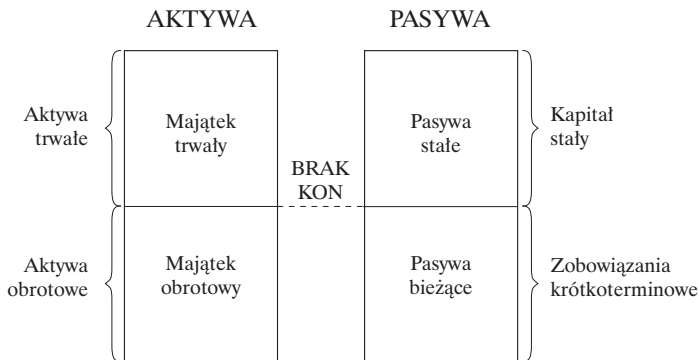 AKTYWA
PASYWA
Aktywa
trwałe
Majątek
trwały
BRAK
KON
Pasywa
stałe
Kapitał
stały
Aktywa
obrotowe
Majątek
obrotowy
Pasywa
bieżące
Zobowiązania
krótkoterminowe